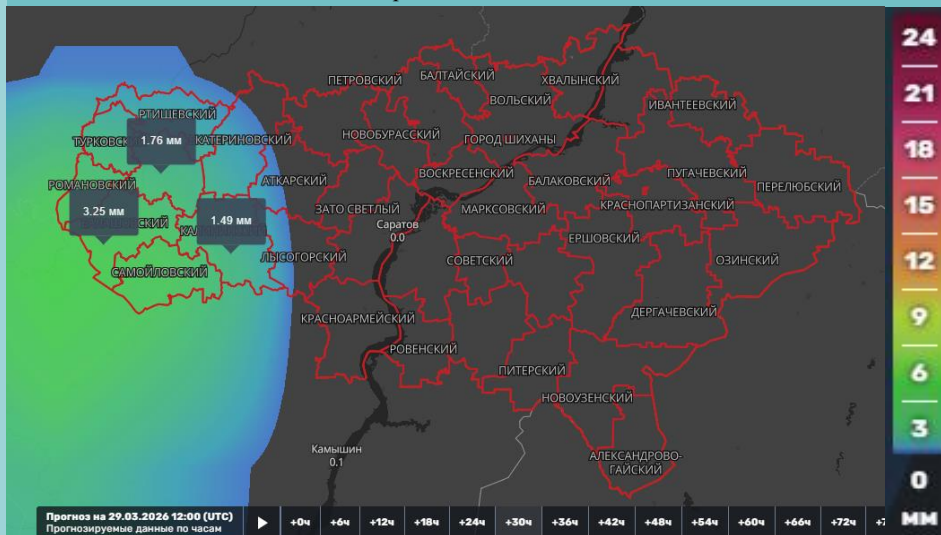 ПЕТРОВСКИЙ
БАЛТАЙСКИЙ
ХВАЛЫНСКИЙ
ВОЛЬСКИЙ
ИВАНТЕЕВСКИЙ
РТИЩЕВСКИЙ
ТУРКОВС
1.76 мм
КАТЕРИНОВСКИЙ
НОВОБУРАССКИЙ
ГОРОД ШИХАНЫ
РОМАНОВСКИЙ
АТКАРСКИЙ
ВОСКРЕСЕНСКИЙ
БАЛАКОВСКИЙ
ПУГАЧЕВСКИЙ
ПЕРЕЛЮБСКИЙ
3.25 мм
1.49 мм
ЗАТО СВЕТЛЫЙ
МАРКСОВСКИЙ
КРАСНОПАРТИЗАНСКИЙ
Саратов
0.0
ЕРШОВСКИЙ
САМОЙЛОВСКИЙ
ЛЫСОГОРСКИЙ
СОВЕТСКИЙ
ОЗИНСКИЙ
КРАСНОАРМЕЙСКИЙ
ДЕРГАЧЕВСКИЙ
РОВЕНСКИЙ
ПИТЕРСКИЙ
НОВОУЗЕНСКИЙ
Камышин
0.1
АЛЕКСАНДРОВО-
ГАЙСКИЙ
24
21
18
15
12
9
6
3
0
ММ
Прогноз на 29.03.2026 12:00 (UTC)
Прогнозируемые данные по часам
+0ч +6ч +12ч +18ч +24ч +30ч +36ч +42ч +48ч +54ч +60ч +66ч +72ч